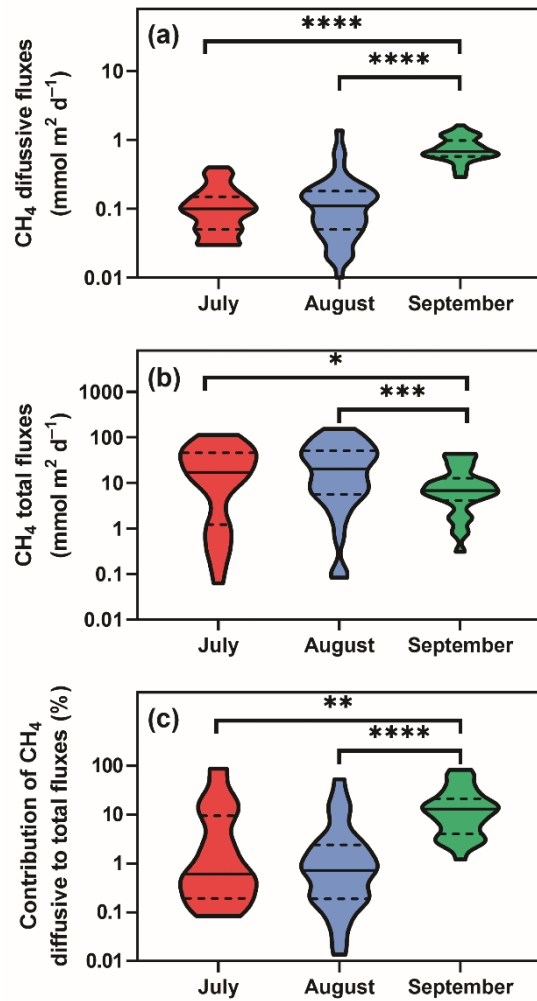 (a)
****
****
CH₄ difussive fluxes
(mmol m² d⁻¹)
10
1
0.1
0.01
July
August
September
(b)
*
***
CH₄ total fluxes
(mmol m² d⁻¹)
1000
100
10
1
0.1
0.01
July
August
September
(c)
**
****
Contribution of CH₄
diffusive to total fluxes (%)
100
10
1
0.1
0.01
July
August
September